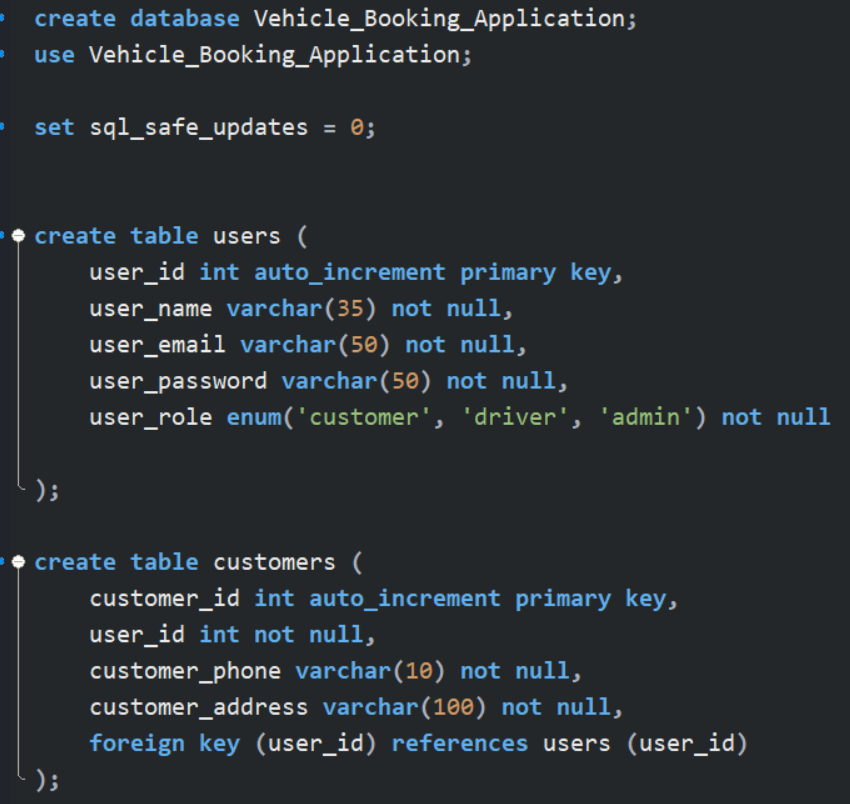 create database Vehicle_Booking_Application;
use Vehicle_Booking_Application;
set sql_safe_updates = 0;
create table users (
user_id int auto_increment primary key,
user_name varchar(35) not null,
user_email varchar(50) not null,
user_password varchar(50) not null,
user_role enum('customer', 'driver', 'admin') not null
);
create table customers (
customer_id int auto_increment primary key,
user_id int not null,
customer_phone varchar(10) not null,
customer_address varchar(100) not null,
foreign key (user_id) references users (user_id)
);